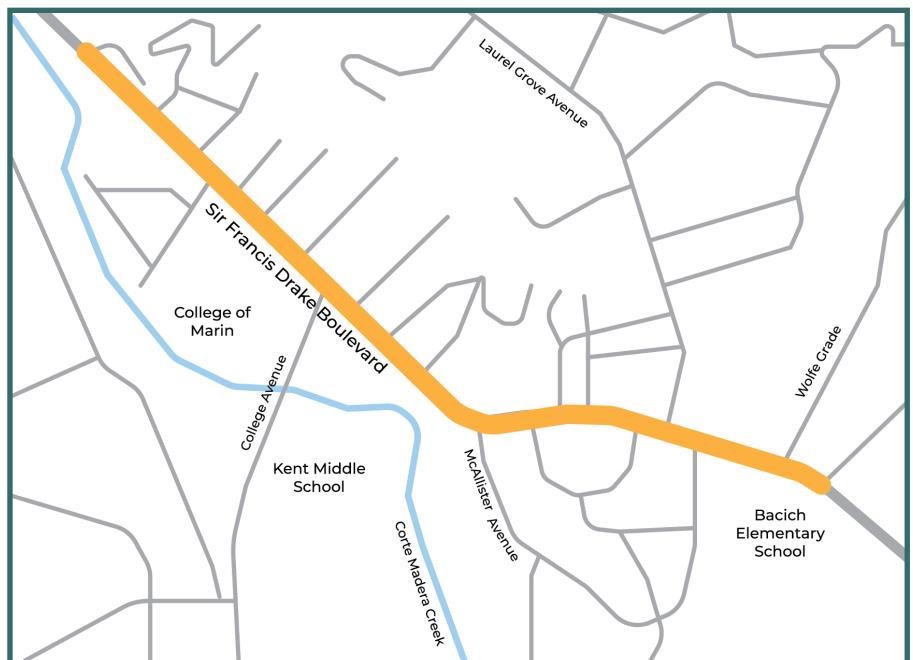 Laurel Grove Avenue
Sir Francis Drake Boulevard
College of
Marin
Wolfe Grade
College Avenue
Kent Middle
School
McAllister Avenue
Bacich
Elementary
School
Corte Madera Creek